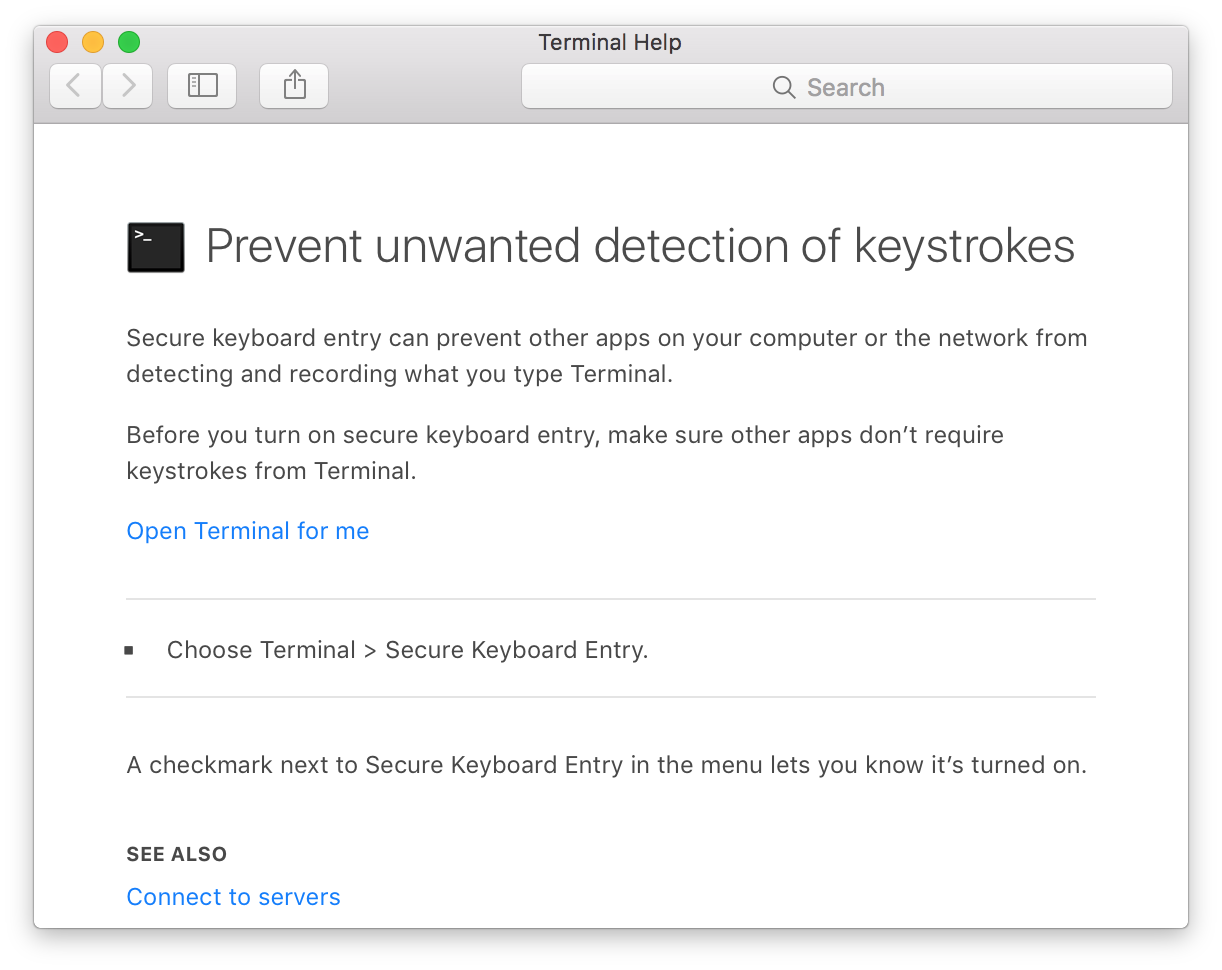 Terminal Help
Search
>_
Prevent unwanted detection of keystrokes
Secure keyboard entry can prevent other apps on your computer or the network from
detecting and recording what you type Terminal.
Before you turn on secure keyboard entry, make sure other apps don’t require
keystrokes from Terminal.
Open Terminal for me
▪ Choose Terminal > Secure Keyboard Entry.
A checkmark next to Secure Keyboard Entry in the menu lets you know it’s turned on.
SEE ALSO
Connect to servers